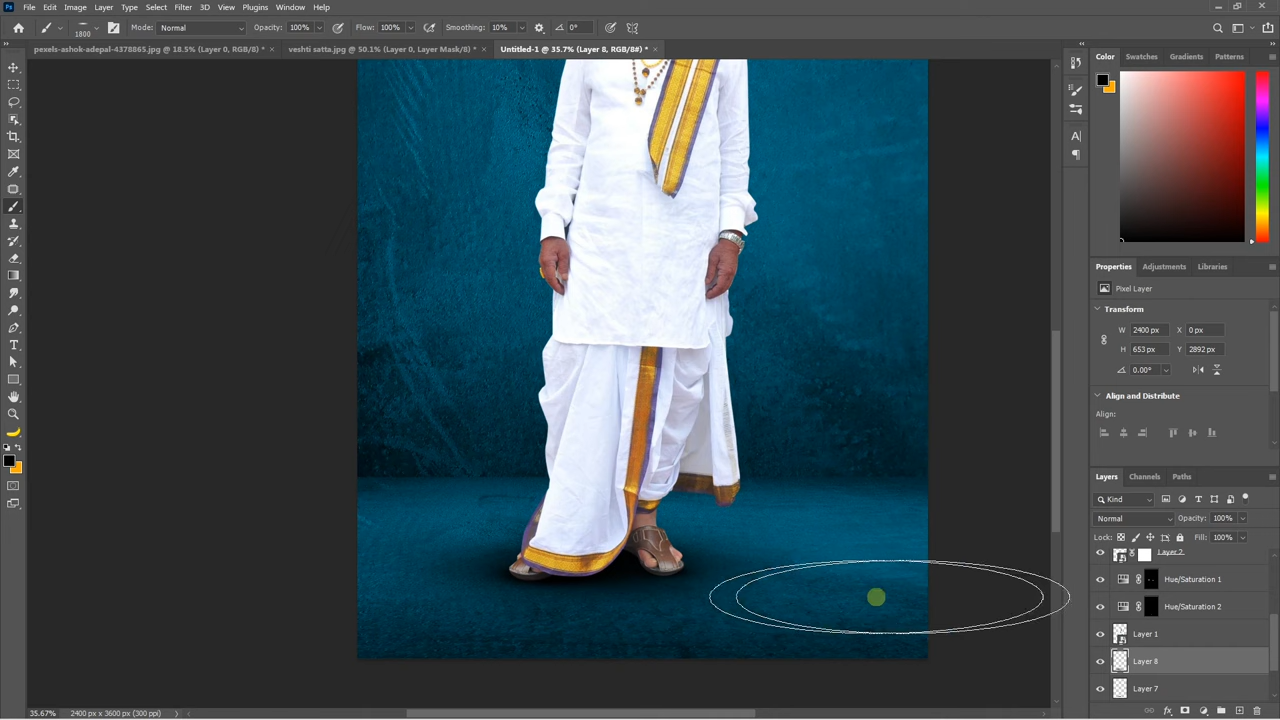 Ps File Edit Image Layer Type Select Filter 3D View Plugins Window Help
1800 Mode: Normal Opacity: 100% Flow: 100% Smoothing: 10% 0°
pexels-ashok-adepal-4378865.jpg @ 18.5% (Layer 0, RGB/8) * × veshti satta.jpg @ 50.1% (Layer 0, Layer Mask/8) * × Untitled-1 @ 35.7% (Layer 8, RGB/8#) * ×
Color Swatches Gradients Patterns
Properties Adjustments Libraries
Pixel Layer
Transform
W 2400 px X 0 px
H 653 px Y 2892 px
0.00°
Align and Distribute
Align:
Layers Channels Paths
Kind
Normal Opacity: 100%
Lock: Fill: 100%
Layer 2
Hue/Saturation 1
Hue/Saturation 2
Layer 1
Layer 8
Layer 7
35.67% 2400 px x 3600 px (300 ppi)